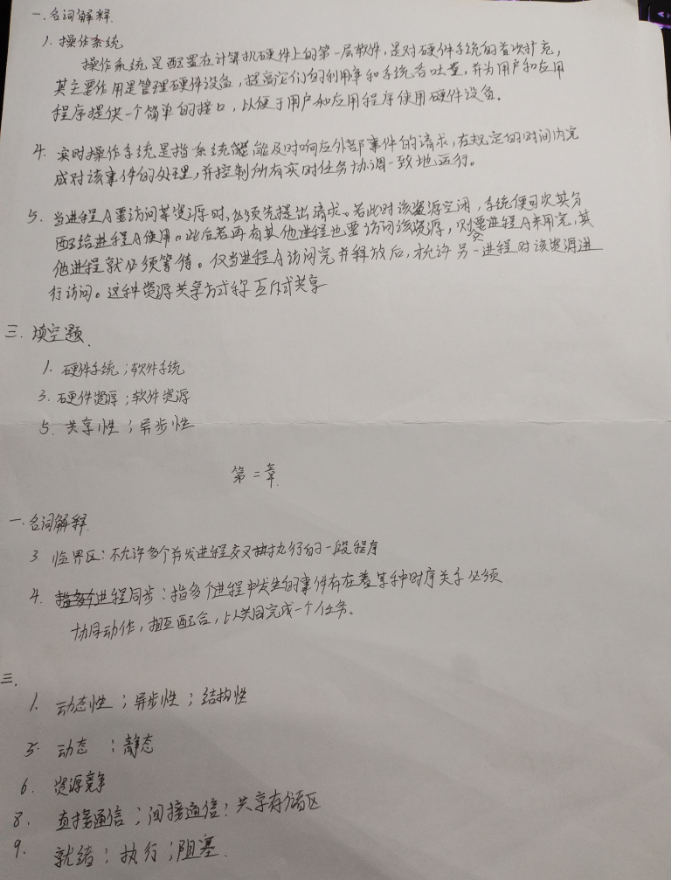 一.名词解释.
1. 操作系统
操作系统是配置在计算机硬件上的第一层软件,是对硬件系统的首次扩充,
其主要作用是管理硬件设备,提高它们的利用率和系统吞吐量,并为用户和应用
程序提供一个简单的接口,以便于用户和应用程序使用硬件设备。
4. 实时操作系统是指系统能及时响应外部事件的请求,在规定的时间内完
成对该事件的处理,并控制所有实时任务协调一致地运行。
5. 当进程A要访问某资源时,必须先提出请求。若此时该资源空闲,系统便可次其分
配给进程A使用。此后若再有其他进程也要访问该资源,只要进程A未用完,其
他进程就必须等待。仅当进程A访问完并释放后,才允许另一进程对该资源进
行访问。这种资源共享方式称互斥式共享
三.填空题.
1. 硬件系统;软件系统
3. 硬件资源;软件资源
5. 共享性;异步性
第二章.
一.名词解释
3 临界区:不允许多个并发进程交叉执行的一段程序
4. 进程同步:指多个进程中发生的事件存在着某种时序关系必须
协同动作,相互配合,以共同完成一个任务。
三.
1. 动态性;异步性;结构性
3. 动态 ;静态
6. 资源竞争
8. 直接通信;间接通信;共享存储区
9. 就绪;执行;阻塞.